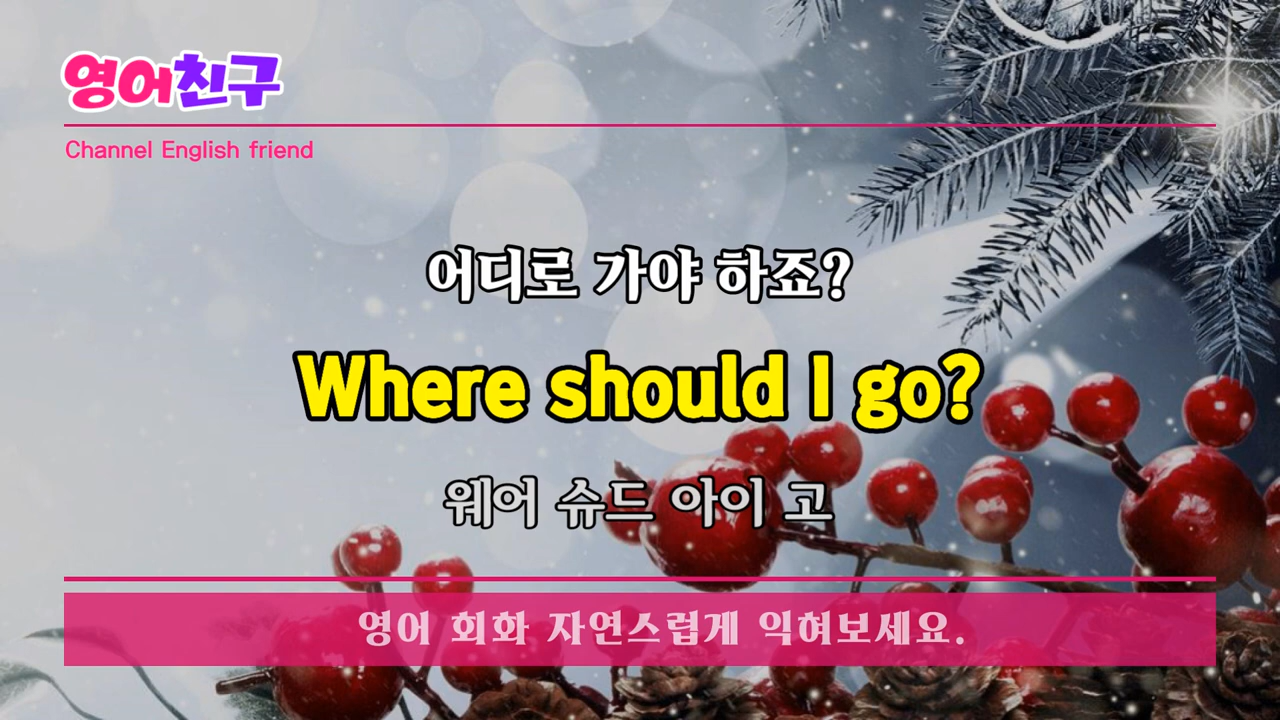 영어친구
Channel English friend
어디로 가야 하죠?
Where should I go?
웨어 슈드 아이 고
영어 회화 자연스럽게 익혀보세요.